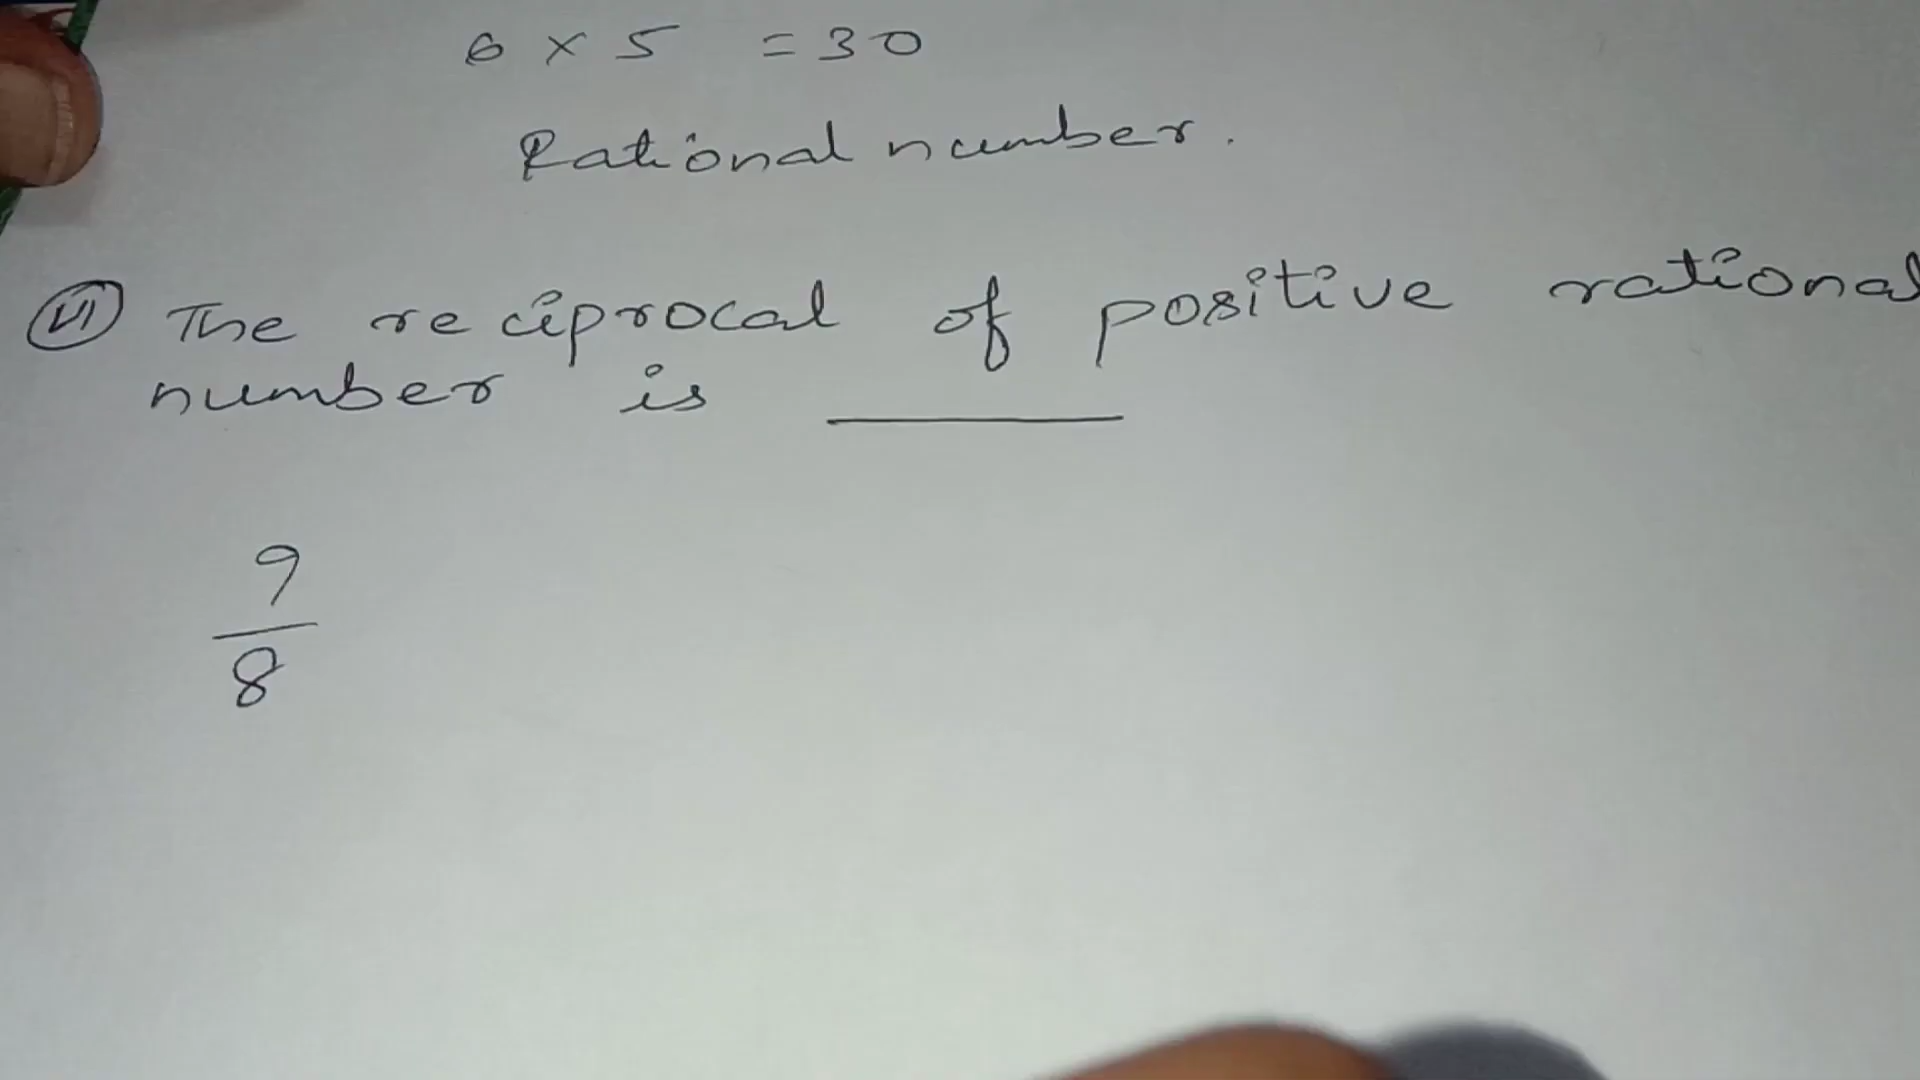 6 × 5 = 30
Rational number.
VI The reciprocal of positive rational
number is ______
9
8